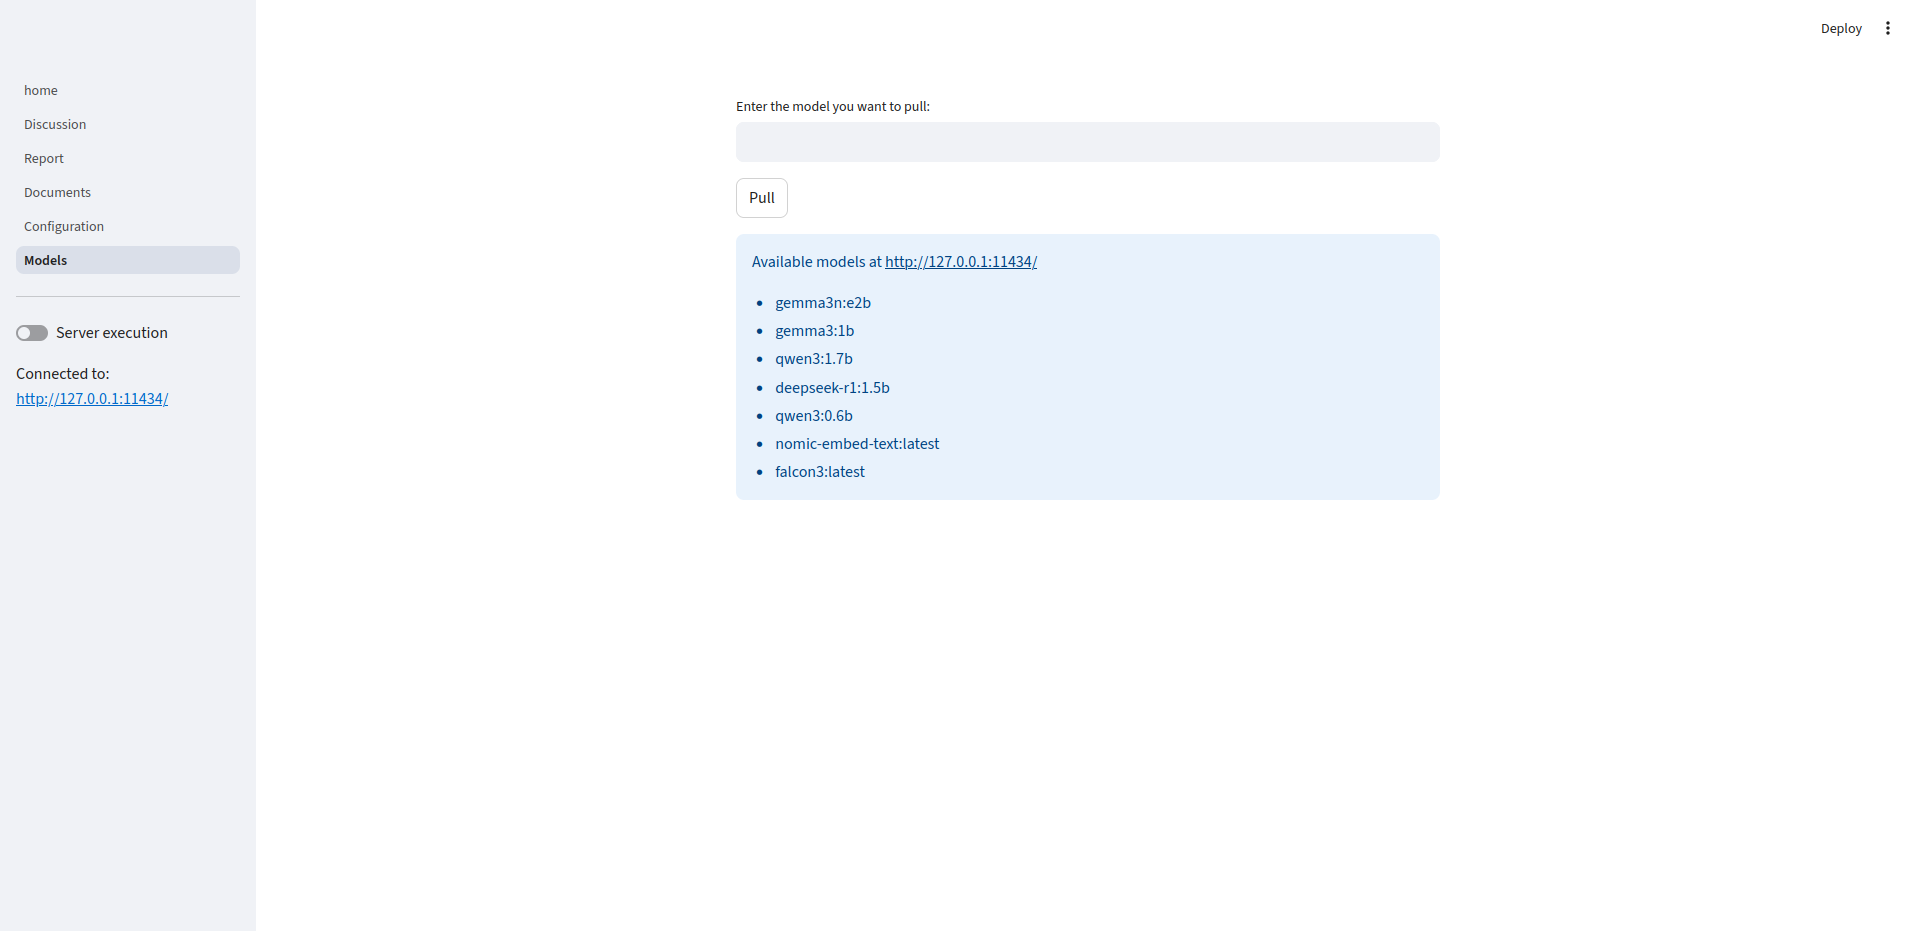 Deploy
home
Discussion
Report
Documents
Configuration
Models
Server execution
Connected to:
http://127.0.0.1:11434/
Enter the model you want to pull:
Pull
Available models at http://127.0.0.1:11434/
gemma3n:e2b
gemma3:1b
qwen3:1.7b
deepseek-r1:1.5b
qwen3:0.6b
nomic-embed-text:latest
falcon3:latest